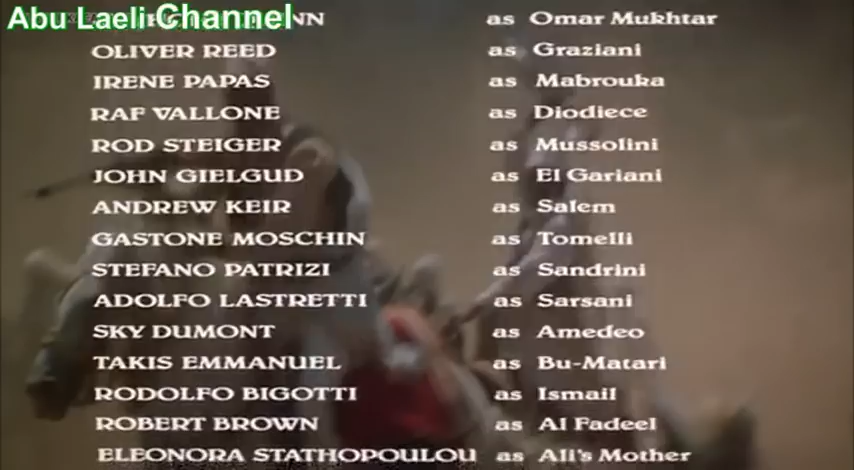 Abu Laeli Channel
as Omar Mukhtar
OLIVER REED as Graziani
IRENE PAPAS as Mabrouka
RAF VALLONE as Diodiece
ROD STEIGER as Mussolini
JOHN GIELGUD as El Gariani
ANDREW KEIR as Salem
GASTONE MOSCHIN as Tomelli
STEFANO PATRIZI as Sandrini
ADOLFO LASTRETTI as Sarsani
SKY DUMONT as Amedeo
TAKIS EMMANUEL as Bu-Matari
RODOLFO BIGOTTI as Ismail
ROBERT BROWN as Al Fadeel
ELEONORA STATHOPOULOU as Ali's Mother